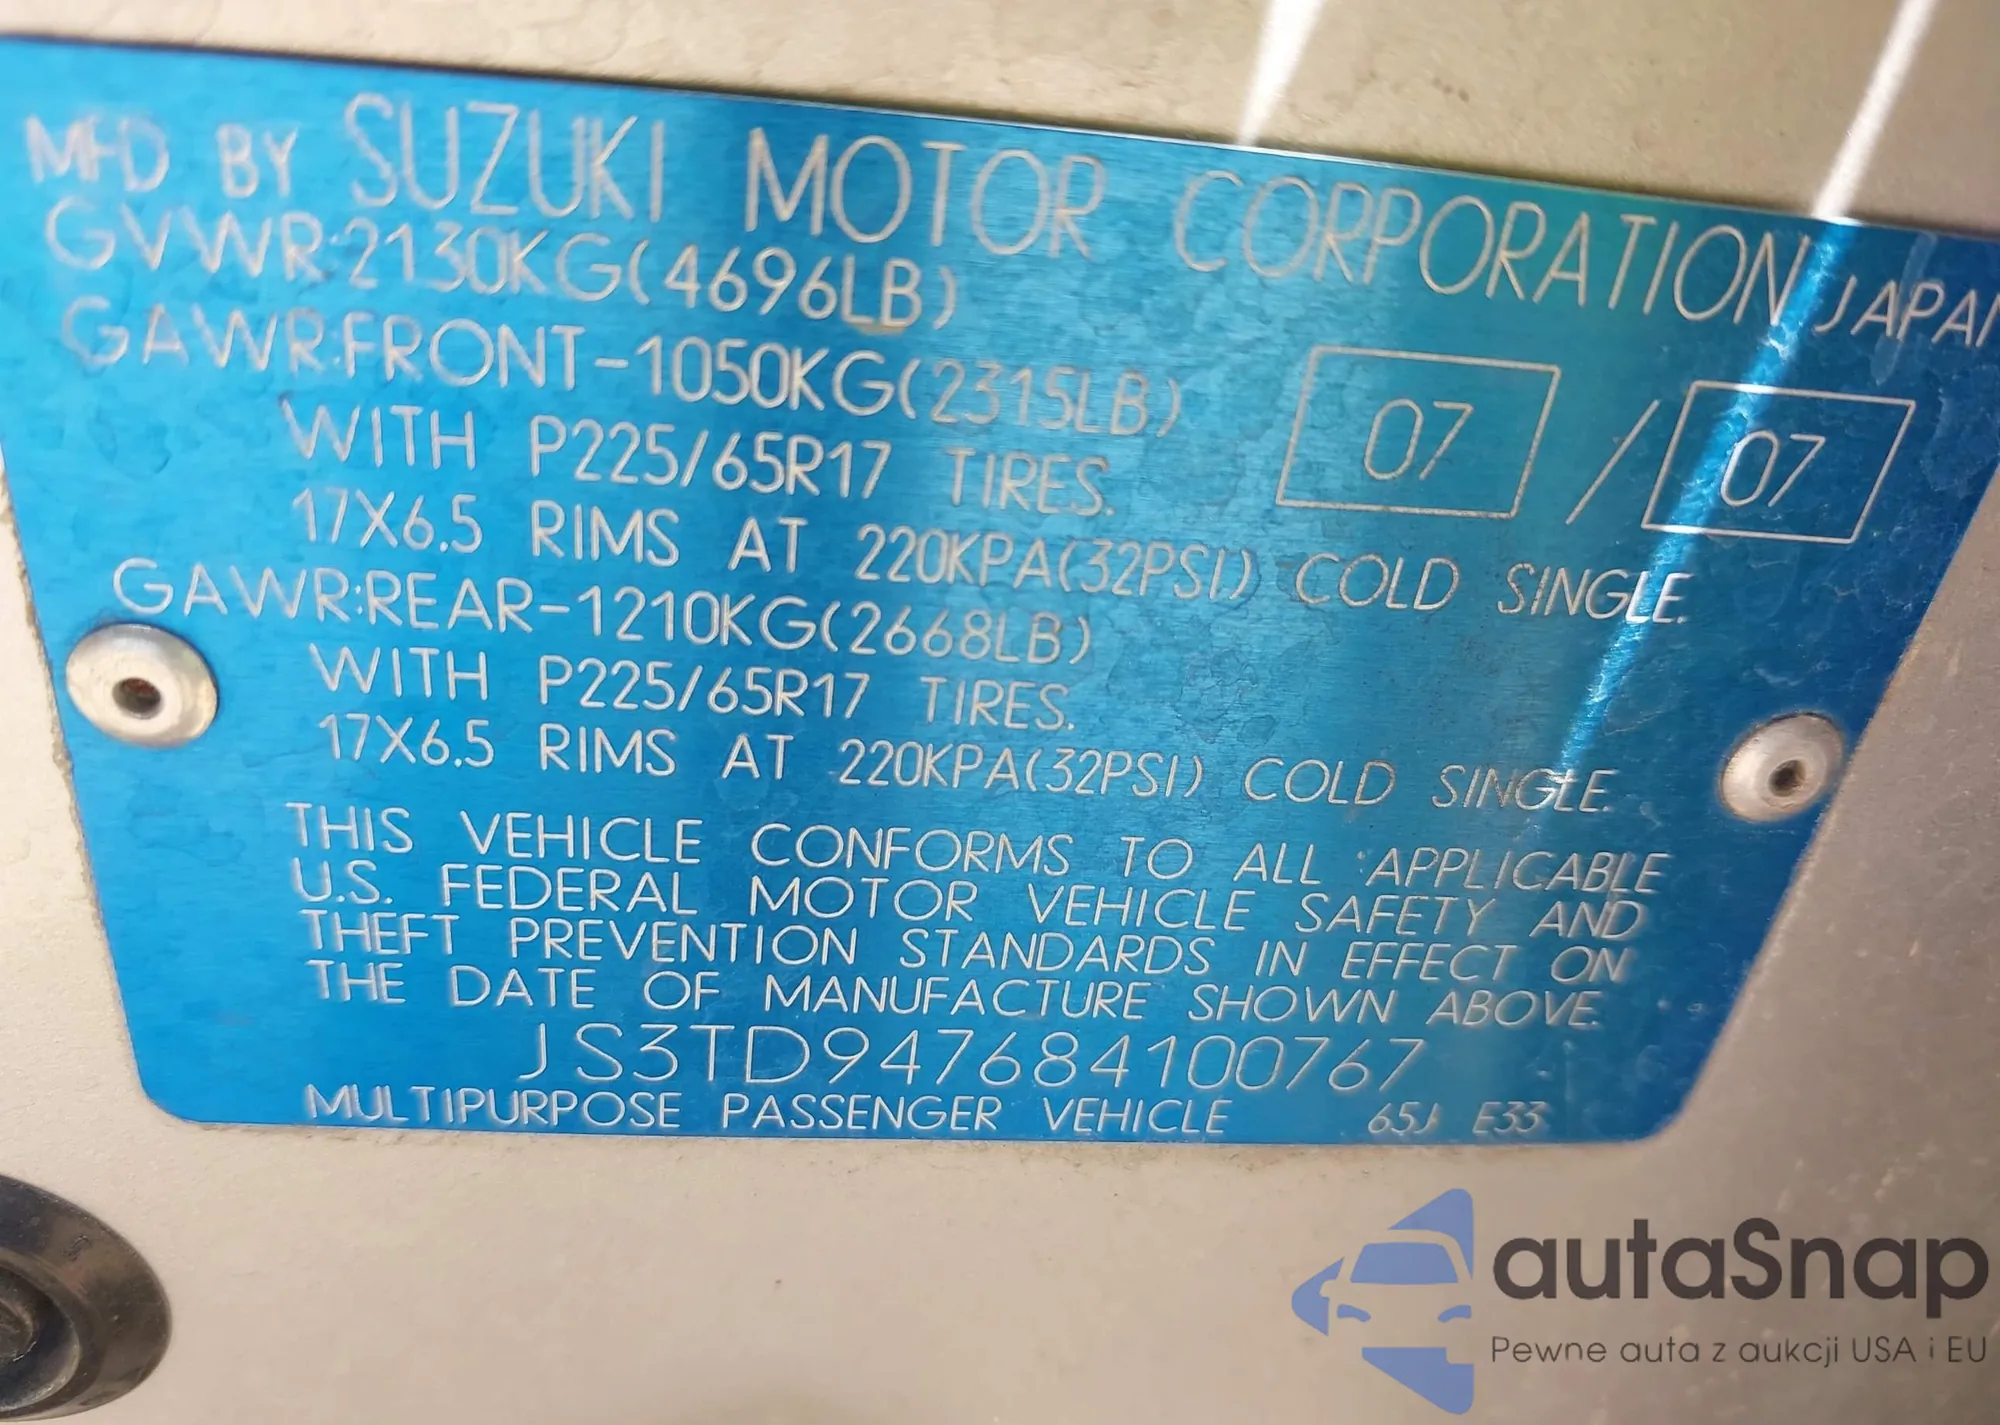 MFD BY SUZUKI MOTOR CORPORATION JAPAN
GVWR:2130KG(4696LB)
GAWR:FRONT-1050KG(2315LB)
07 / 07
WITH P225/65R17 TIRES.
17X6.5 RIMS AT 220KPA(32PSI) COLD SINGLE.
GAWR:REAR-1210KG(2668LB)
WITH P225/65R17 TIRES.
17X6.5 RIMS AT 220KPA(32PSI) COLD SINGLE.
THIS VEHICLE CONFORMS TO ALL APPLICABLE
U.S. FEDERAL MOTOR VEHICLE SAFETY AND
THEFT PREVENTION STANDARDS IN EFFECT ON
THE DATE OF MANUFACTURE SHOWN ABOVE.
JS3TD947684100767
MULTIPURPOSE PASSENGER VEHICLE 65J E33
autaSnap
Pewne auta z aukcji USA i EU